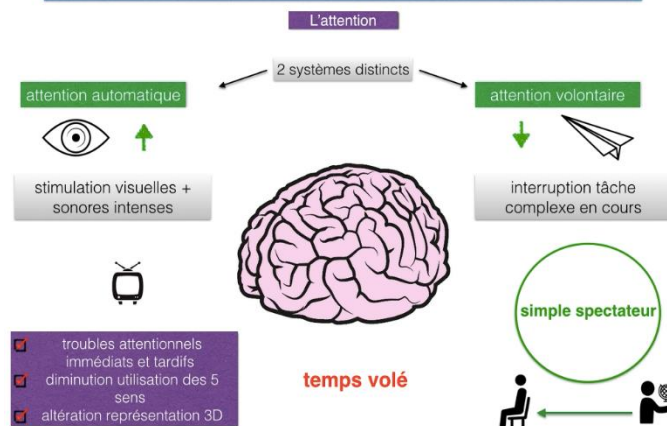 L'attention
2 systèmes distincts
attention automatique
attention volontaire
stimulation visuelles +
sonores intenses
interruption tâche
complexe en cours
simple spectateur
troubles attentionnels
immédiats et tardifs
diminution utilisation des 5
sens
altération représentation 3D
temps volé